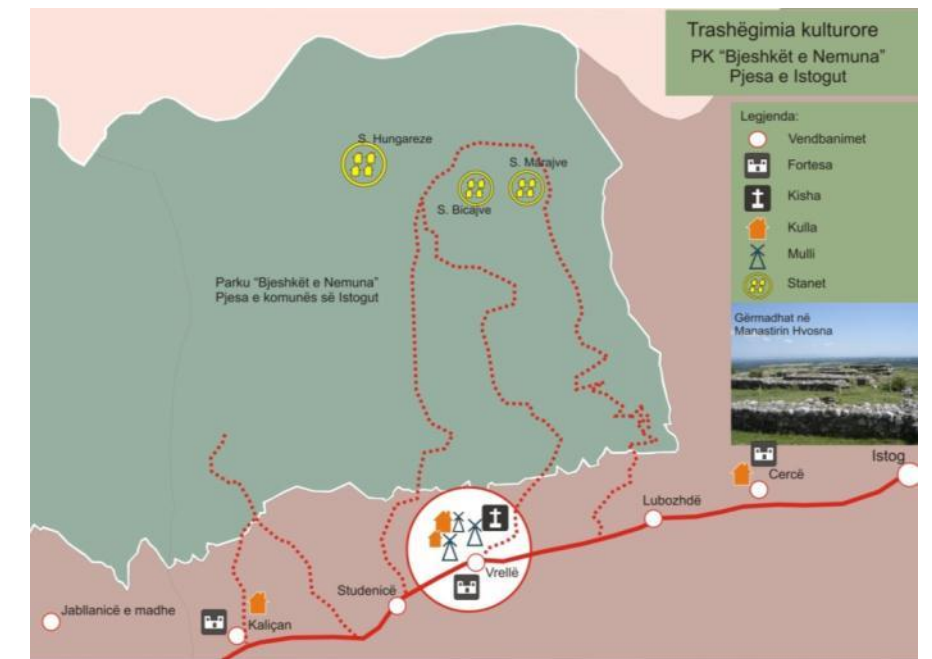 Trashëgimia kulturore
PK “Bjeshkët e Nemuna”
Pjesa e Istogut
Legjenda:
Vendbanimet
Fortesa
Kisha
Kulla
Mulli
Stanet
Gërmadhat në
Manastirin Hvosna
S. Hungareze
S. Marajve
S. Bicajve
Parku “Bjeshkët e Nemuna”
Pjesa e komunës së Istogut
Istog
Cercë
Lubozhdë
Vrellë
Studenicë
Jabllanicë e madhe
Kaliçan